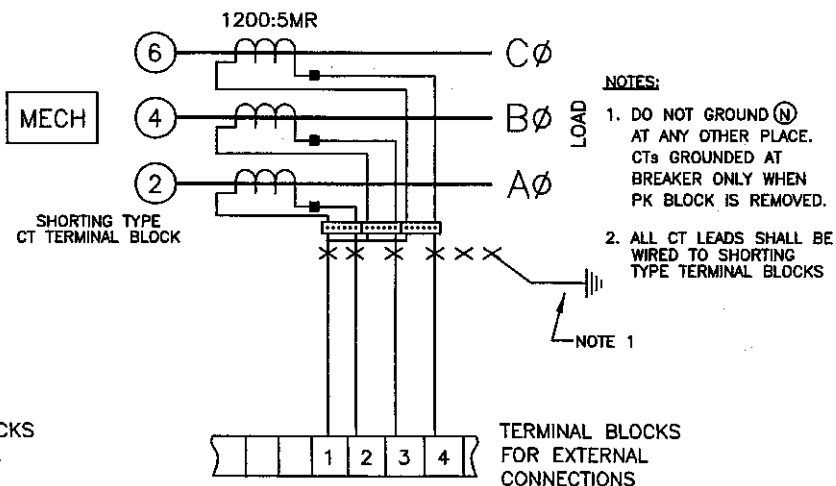 1200:5MR
6
CØ
MECH
4
BØ
LOAD
2
AØ
SHORTING TYPE
CT TERMINAL BLOCK
NOTES:
1. DO NOT GROUND N
AT ANY OTHER PLACE.
CTs GROUNDED AT
BREAKER ONLY WHEN
PK BLOCK IS REMOVED.
2. ALL CT LEADS SHALL BE
WIRED TO SHORTING
TYPE TERMINAL BLOCKS
NOTE 1
CKS
1 2 3 4
TERMINAL BLOCKS
FOR EXTERNAL
CONNECTIONS